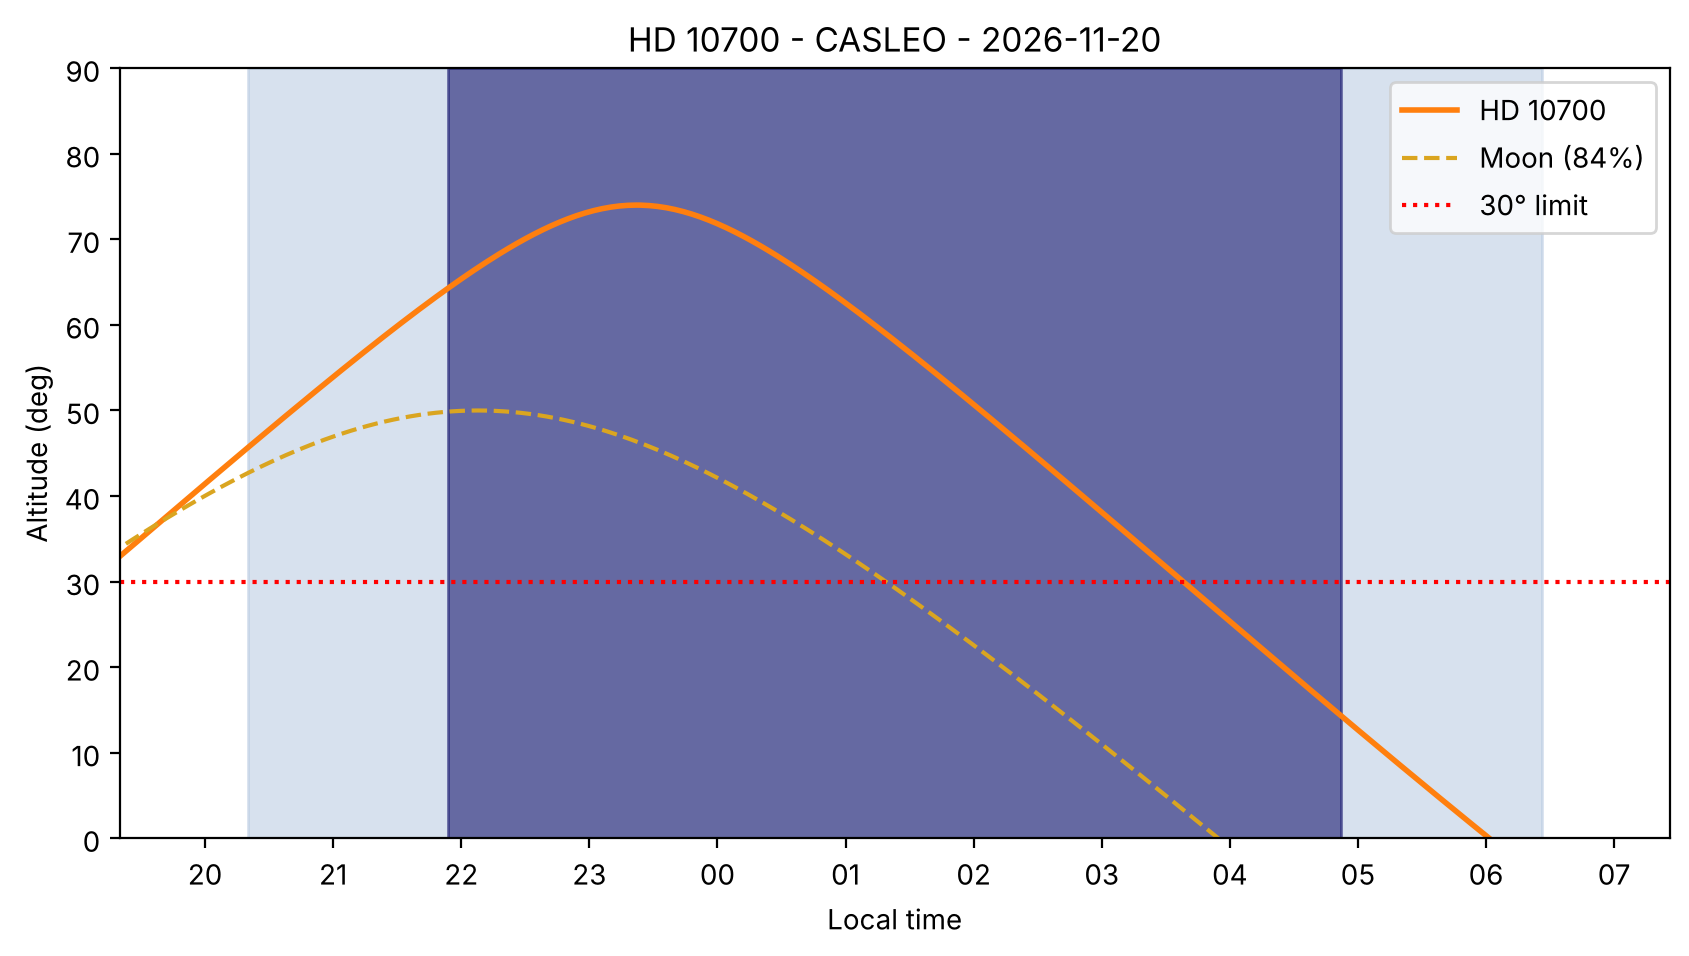 HD 10700 - CASLEO - 2026-11-20
90
80
70
60
50
40
30
20
10
0
Altitude (deg)
HD 10700
Moon (84%)
30° limit
20 21 22 23 00 01 02 03 04 05 06 07
Local time